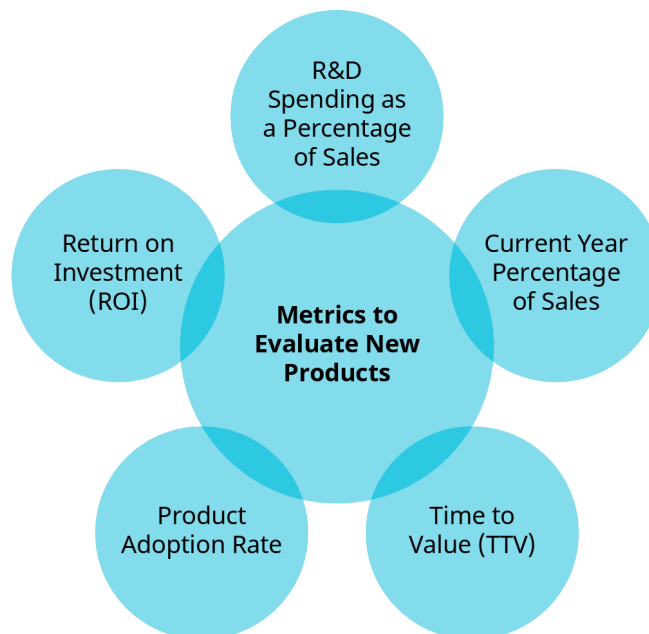 R&D
Spending as
a Percentage
of Sales
Return on
Investment
(ROI)
Current Year
Percentage
of Sales
Metrics to
Evaluate New
Products
Product
Adoption Rate
Time to
Value (TTV)